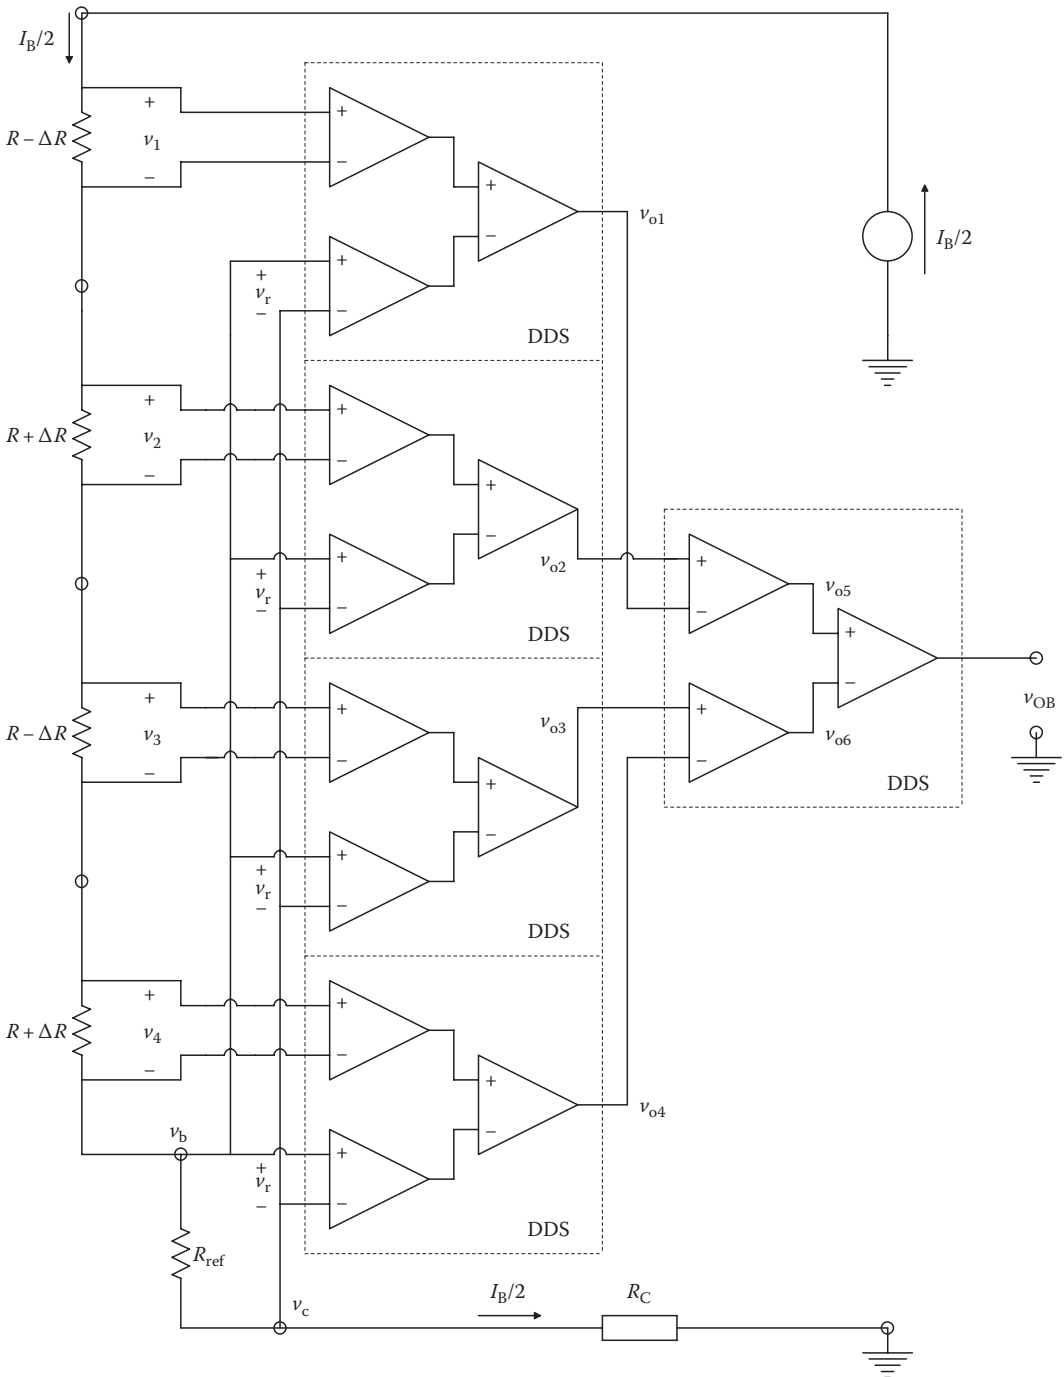 I_B/2
+
R − ΔR
v_1
−
+
−
+
−
v_o1
I_B/2
+
v_r
−
+
−
DDS
+
R + ΔR
v_2
−
+
−
+
−
v_o2
+
v_r
−
+
−
DDS
+
−
v_o5
+
−
v_OB
+
−
v_o6
DDS
+
R − ΔR
v_3
−
+
−
v_o3
+
−
+
v_r
−
+
−
DDS
+
R + ΔR
v_4
−
+
−
+
−
v_o4
v_b
+
v_r
−
+
−
DDS
R_ref
v_c
I_B/2
R_C